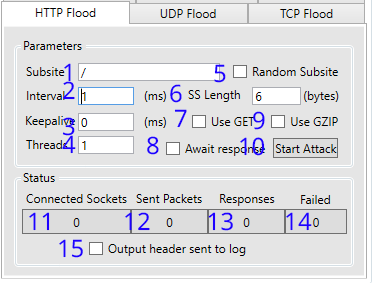 HTTP Flood UDP Flood TCP Flood
Parameters
Subsite 1 / 5 Random Subsite
Interval 2 1 (ms) 6 SS Length 6 (bytes)
Keepalive 3 0 (ms) 7 Use GET 9 Use GZIP
Threads 4 1 8 Await response 10 Start Attack
Status
Connected Sockets Sent Packets Responses Failed
11 0 12 0 13 0 14 0
15 Output header sent to log